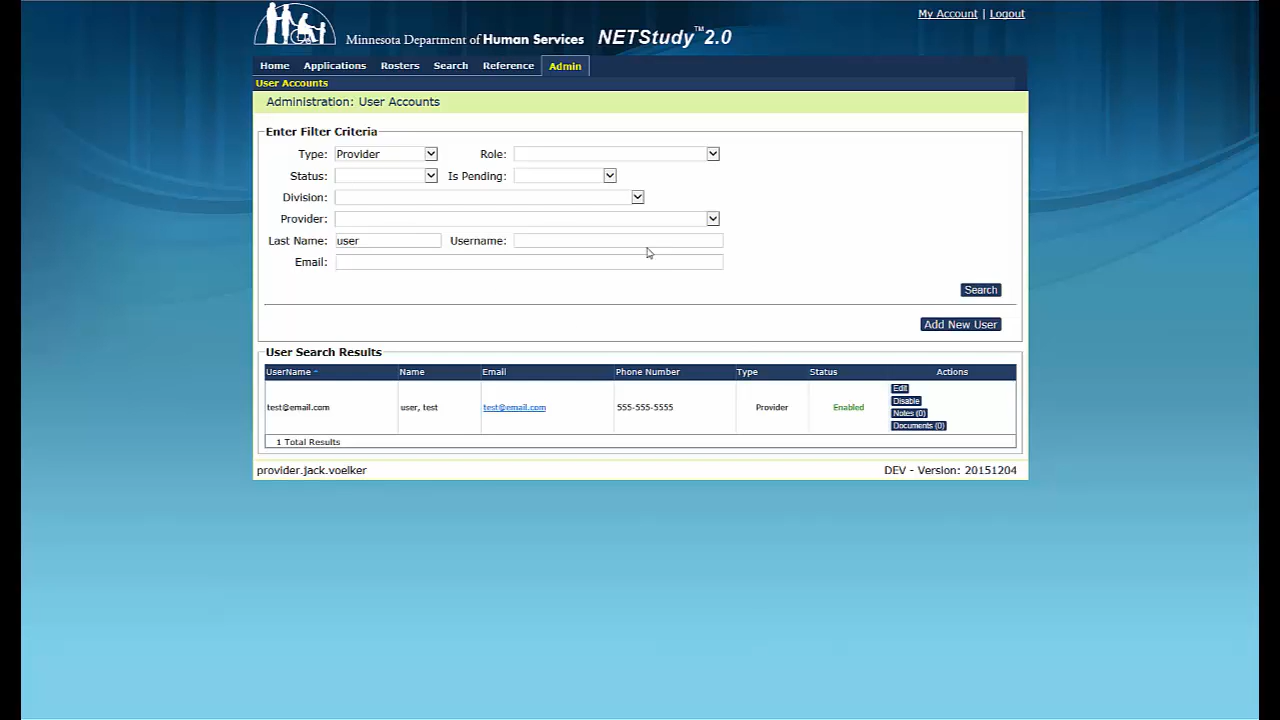 My Account | Logout
Minnesota Department of Human Services NETStudy™2.0
Home Applications Rosters Search Reference Admin
User Accounts
Administration: User Accounts
Enter Filter Criteria
Type: Provider Role:
Status: Is Pending:
Division:
Provider:
Last Name: user Username:
Email:
Search
Add New User
User Search Results
UserName Name Email Phone Number Type Status Actions
test@email.com user, test test@email.com 555-555-5555 Provider Enabled Edit
Disable
Notes (0)
Documents (0)
1 Total Results
provider.jack.voelker DEV - Version: 20151204